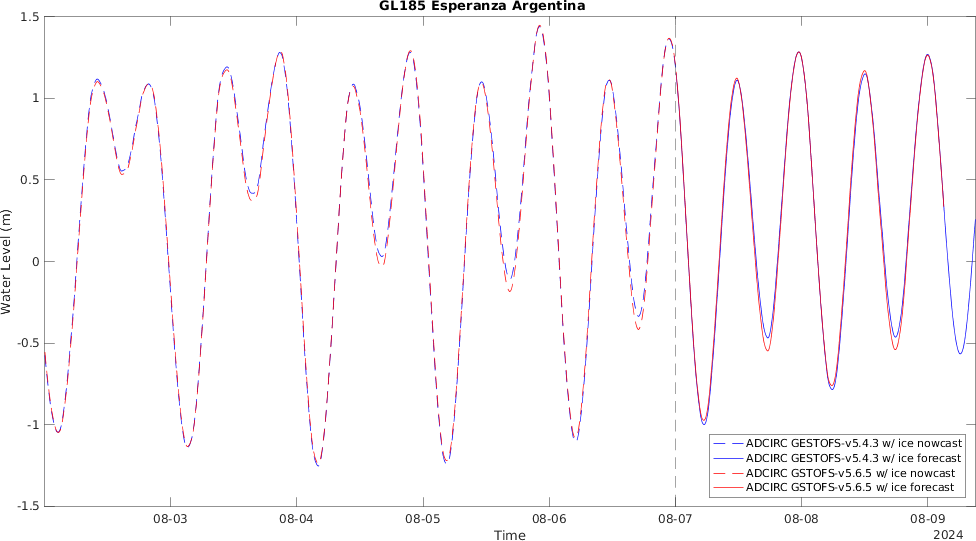 GL185 Esperanza Argentina
1.5
1
0.5
0
-0.5
-1
-1.5
Water Level (m)
08-03 08-04 08-05 08-06 08-07 08-08 08-09
Time
2024
ADCIRC GESTOFS-v5.4.3 w/ ice nowcast
ADCIRC GESTOFS-v5.4.3 w/ ice forecast
ADCIRC GSTOFS-v5.6.5 w/ ice nowcast
ADCIRC GSTOFS-v5.6.5 w/ ice forecast